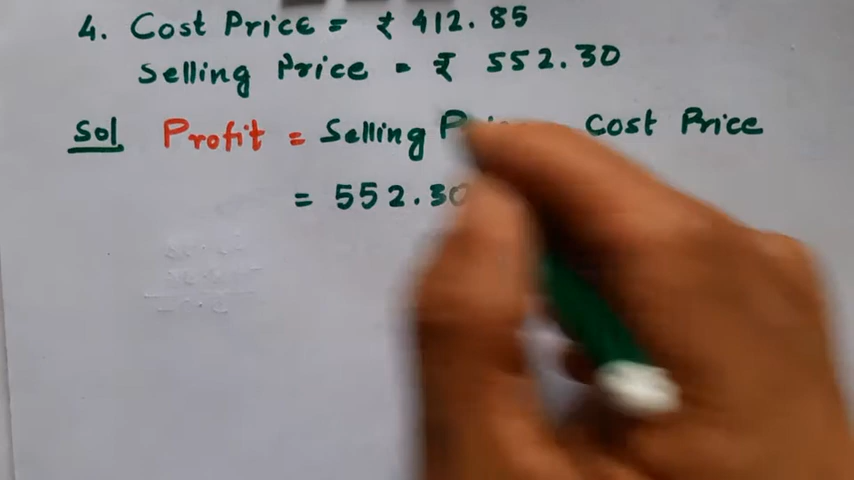 4. Cost Price = ₹ 412.85
Selling Price = ₹ 552.30
Sol Profit = Selling Cost Price
= 552.30